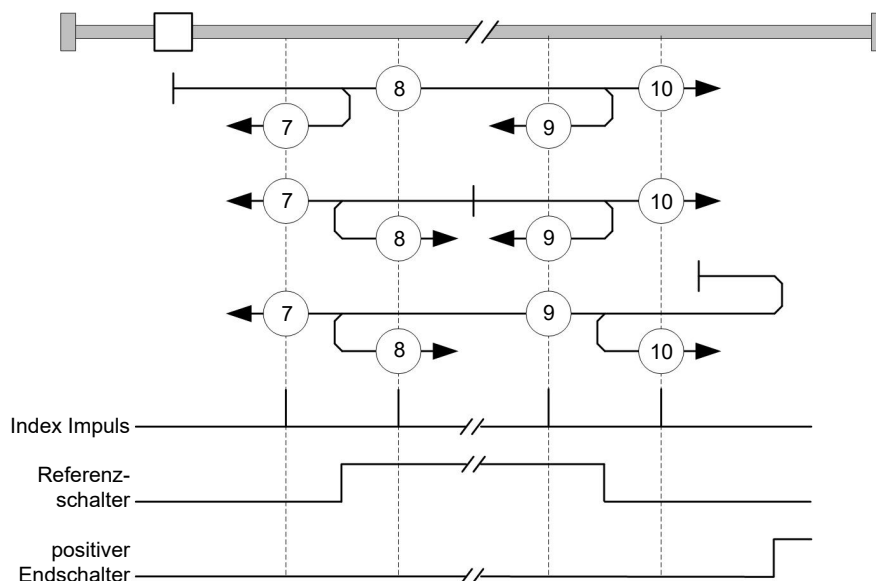 8
10
7
9
7
10
8
9
7
9
8
10
Index Impuls
Referenz-
schalter
positiver
Endschalter